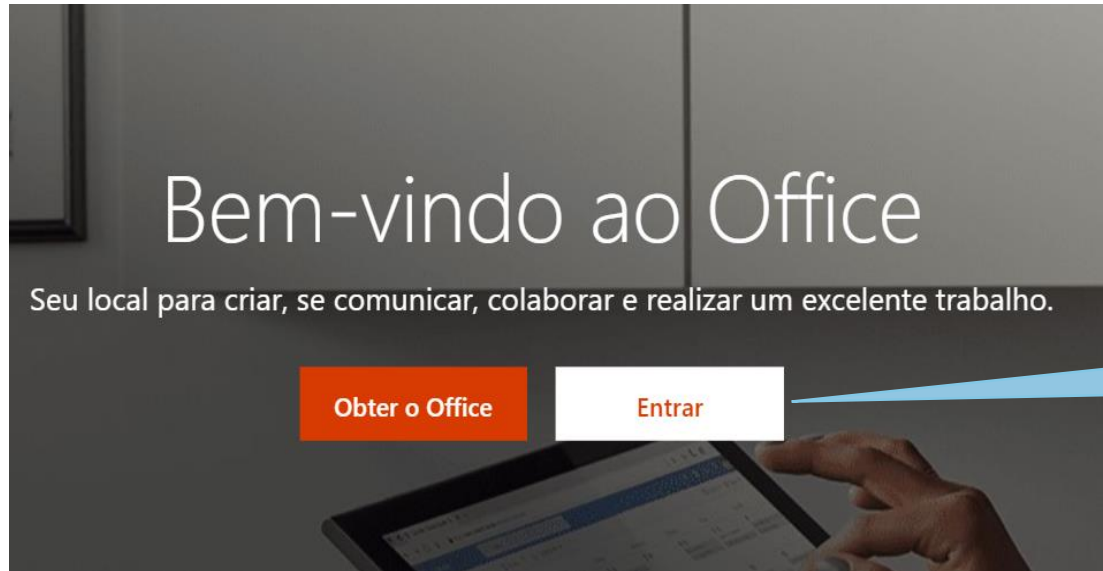 Bem-vindo ao Office
Seu local para criar, se comunicar, colaborar e realizar um excelente trabalho.
Obter o Office
Entrar